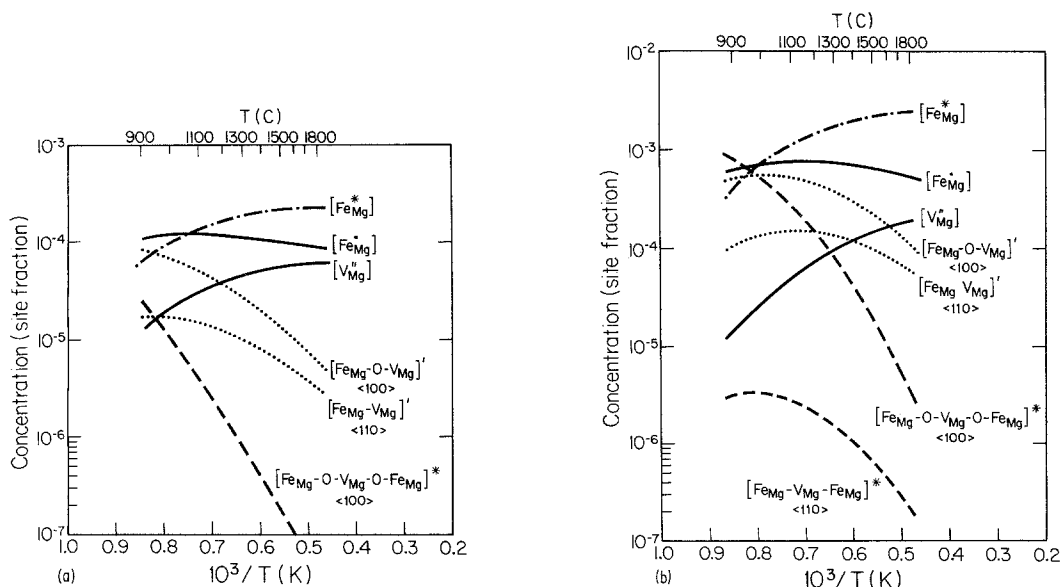 T (C)
900 1100 1300 1500 1800
10⁻³
10⁻⁴
10⁻⁵
10⁻⁶
10⁻⁷
Concentration (site fraction)
[Fe*Mg]
[Fe•Mg]
[V"Mg]
[FeMg-O-VMg]'
<100>
[FeMg-VMg]'
<110>
[FeMg-O-VMg-O-FeMg]*
<100>
1.0 0.9 0.8 0.7 0.6 0.5 0.4 0.3 0.2
(a) 10³/T (K)
T (C)
900 1100 1300 1500 1800
10⁻²
10⁻³
10⁻⁴
10⁻⁵
10⁻⁶
10⁻⁷
Concentration (site fraction)
[Fe*Mg]
[Fe•Mg]
[V"Mg]
[FeMg-O-VMg]'
<100>
[FeMg VMg]'
<110>
[FeMg-O-VMg-O-FeMg]*
<100>
[FeMg-VMg-FeMg]*
<110>
1.0 0.9 0.8 0.7 0.6 0.5 0.4 0.3 0.2
(b) 10³/T (K)